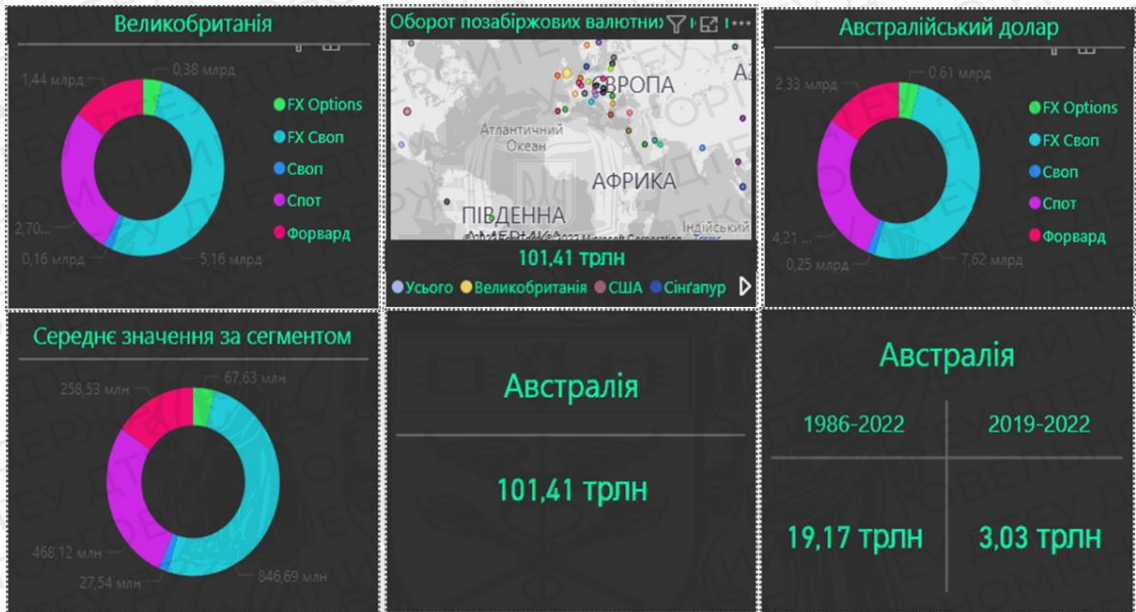 Великобританія
1,44 млрд
0,38 млрд
FX Options
FX Своп
Своп
Спот
Форвард
2,70...
0,16 млрд
5,16 млрд
Оборот позабіржових валютних
ЄВРОПА
Атлантичний
Океан
АФРИКА
ПІВДЕННА
АМЕРИКА
Індійський
101,41 трлн
Усього
Великобританія
США
Сінґапур
Австралійський долар
2,33 млрд
0,61 млрд
FX Options
FX Своп
Своп
Спот
Форвард
4,21 ...
0,25 млрд
7,62 млрд
Середнє значення за сегментом
258,53 млн
67,63 млн
468,12 млн
27,54 млн
846,69 млн
Австралія
101,41 трлн
Австралія
1986-2022
2019-2022
19,17 трлн
3,03 трлн